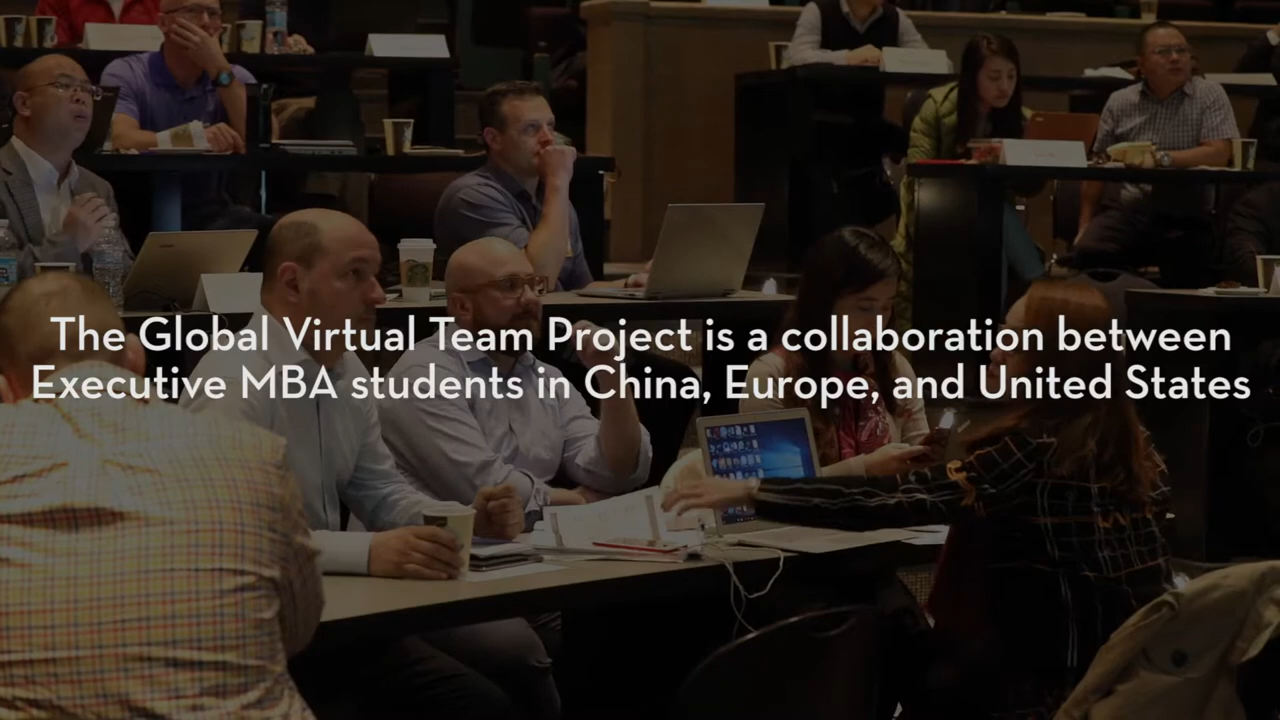 The Global Virtual Team Project is a collaboration between
Executive MBA students in China, Europe, and United States